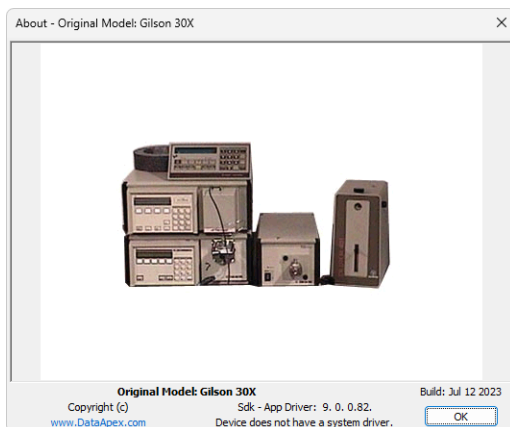 About - Original Model: Gilson 30X
Original Model: Gilson 30X
Build: Jul 12 2023
Copyright (c)
Sdk - App Driver: 9. 0. 0.82.
www.DataApex.com
Device does not have a system driver.
OK